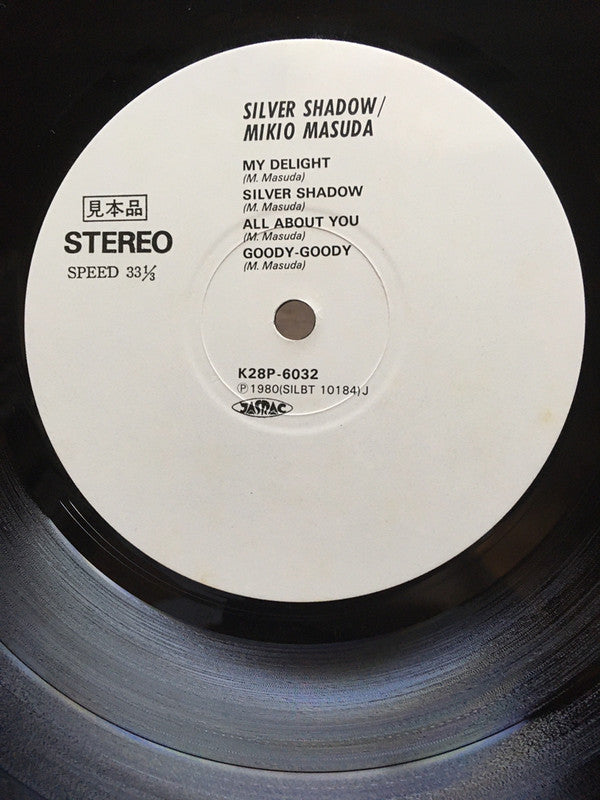 SILVER SHADOW/
MIKIO MASUDA
MY DELIGHT
(M. Masuda)
SILVER SHADOW
(M. Masuda)
ALL ABOUT YOU
(M. Masuda)
GOODY-GOODY
(M. Masuda)
見本品
STEREO
SPEED 33⅓
K28P-6032
Ⓟ1980(SILBT 10184)J
JASRAC